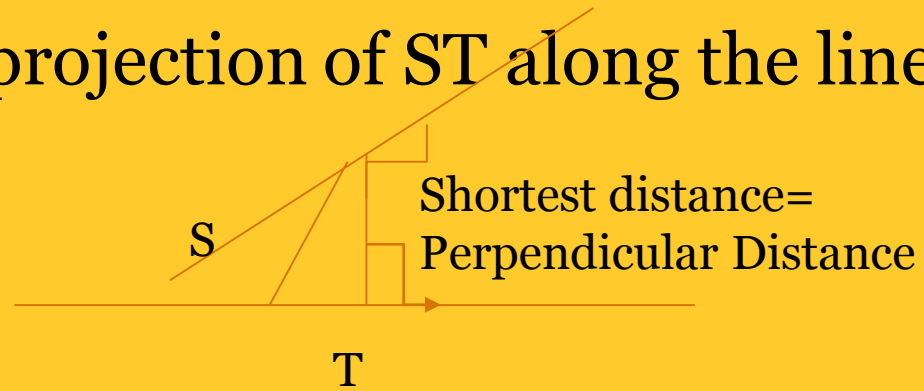 projection of ST along the line
S
Shortest distance=
Perpendicular Distance
T